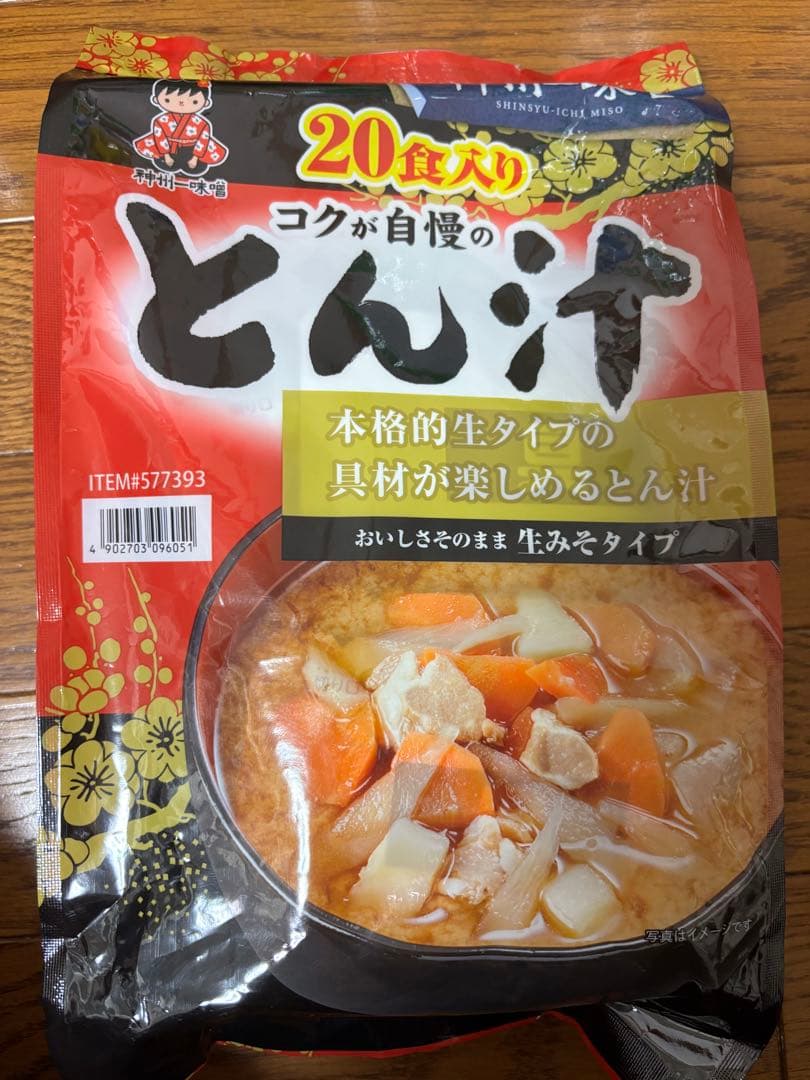 SHINSYU-ICHI MISO
神州一味噌
20食入り
コクが自慢の
とん汁
本格的生タイプの
具材が楽しめるとん汁
おいしさそのまま 生みそタイプ
ITEM#577393
4 902703 096051
写真はイメージです